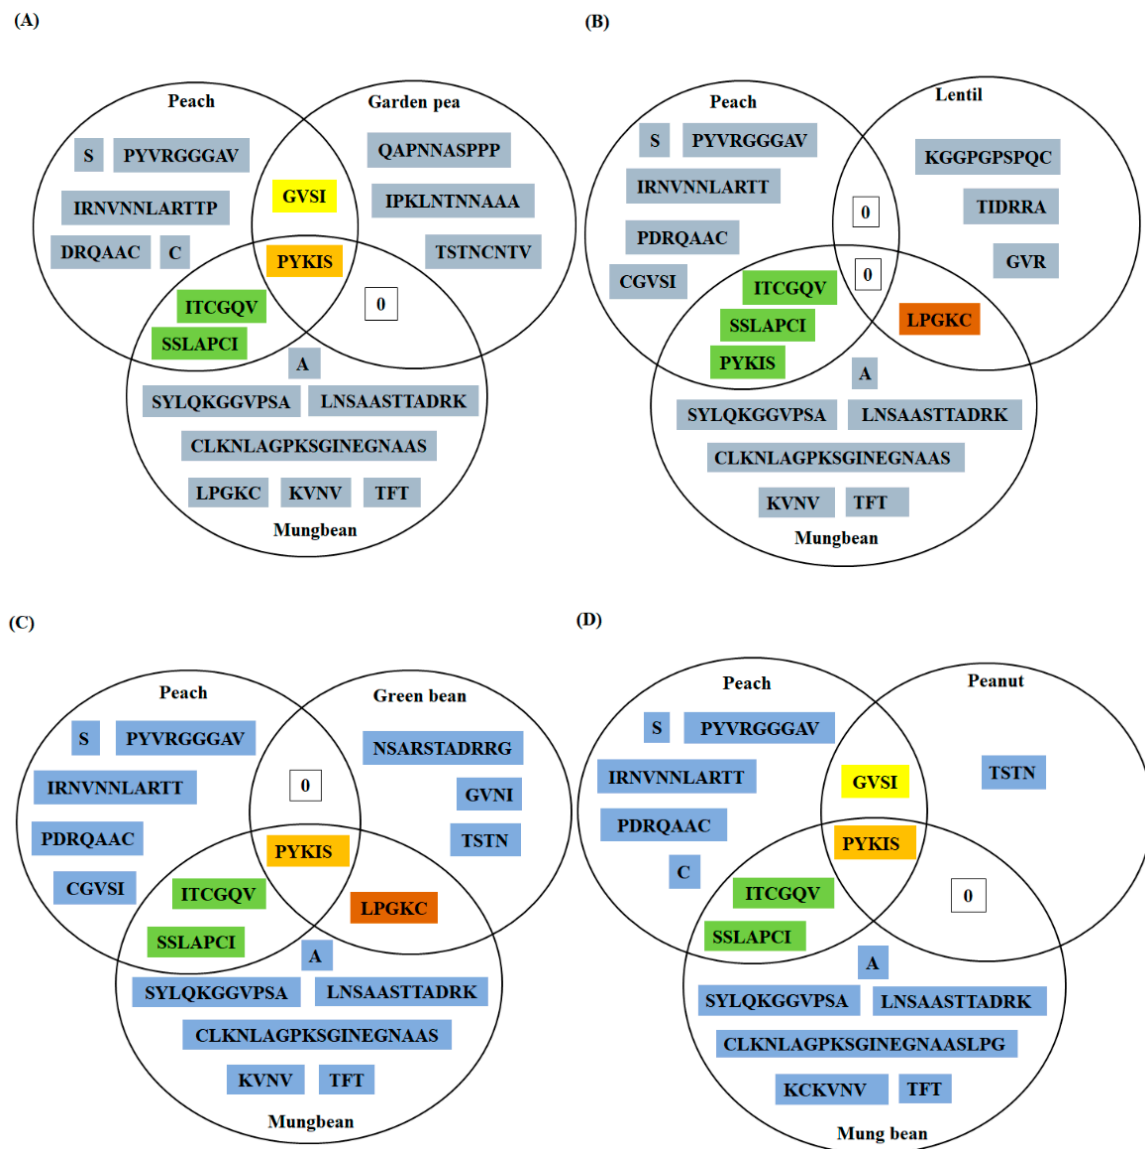 (A)
Peach
Garden pea
S
PYVRGGGAV
QAPNNASPPP
GVSI
IPKLNTNNAAA
IRNVNNLARTTP
DRQAAC
C
PYKIS
TSTNCNTV
ITCGQV
0
SSLAPCI
A
SYLQKGGVPSA
LNSAASTTADRK
CLKNLAGPKSGINEGNAAS
LPGKC
KVNV
TFT
Mungbean
(B)
Peach
Lentil
S
PYVRGGGAV
KGGPGPSPQC
IRNVNNLARTT
0
TIDRRA
PDRQAAC
GVR
CGVSI
0
ITCGQV
SSLAPCI
LPGKC
PYKIS
A
SYLQKGGVPSA
LNSAASTTADRK
CLKNLAGPKSGINEGNAAS
KVNV
TFT
Mungbean
(C)
Peach
Green bean
S
PYVRGGGAV
NSARSTADRRG
IRNVNNLARTT
0
GVNI
PDRQAAC
TSTN
PYKIS
CGVSI
ITCGQV
LPGKC
SSLAPCI
A
SYLQKGGVPSA
LNSAASTTADRK
CLKNLAGPKSGINEGNAAS
KVNV
TFT
Mungbean
(D)
Peach
Peanut
S
PYVRGGGAV
IRNVNNLARTT
GVSI
TSTN
PDRQAAC
PYKIS
C
ITCGQV
0
SSLAPCI
A
SYLQKGGVPSA
LNSAASTTADRK
CLKNLAGPKSGINEGNAASLPG
KCKVNV
TFT
Mung bean